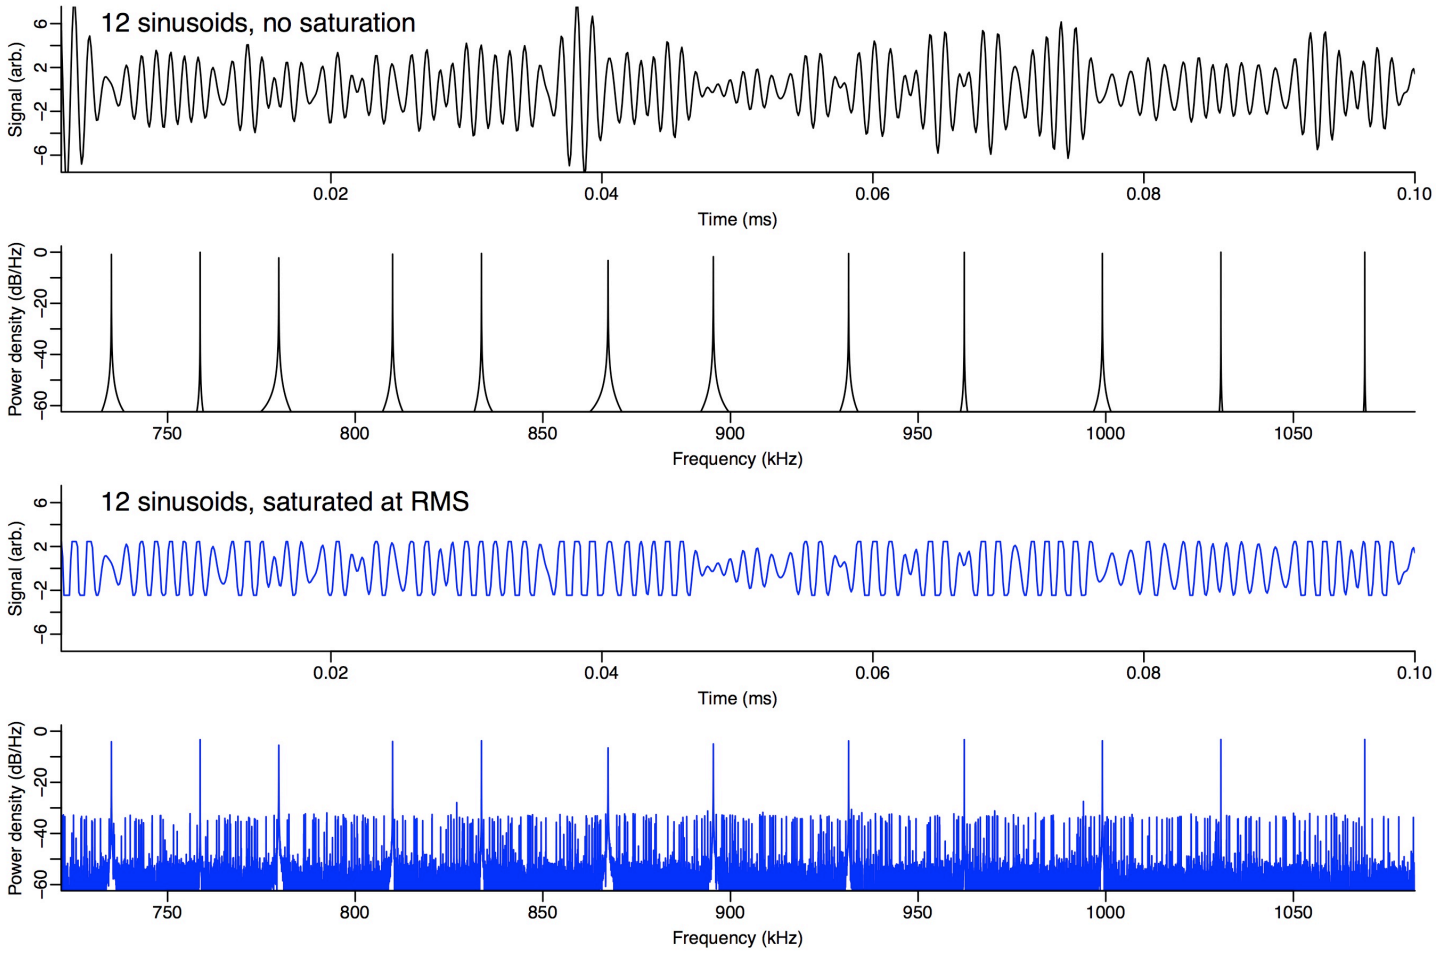 12 sinusoids, no saturation
Signal (arb.)
6
2
−2
−6
0.02 0.04 0.06 0.08 0.10
Time (ms)
Power density (dB/Hz)
0
−20
−40
−60
750 800 850 900 950 1000 1050
Frequency (kHz)
12 sinusoids, saturated at RMS
Signal (arb.)
6
2
−2
−6
0.02 0.04 0.06 0.08 0.10
Time (ms)
Power density (dB/Hz)
0
−20
−40
−60
750 800 850 900 950 1000 1050
Frequency (kHz)